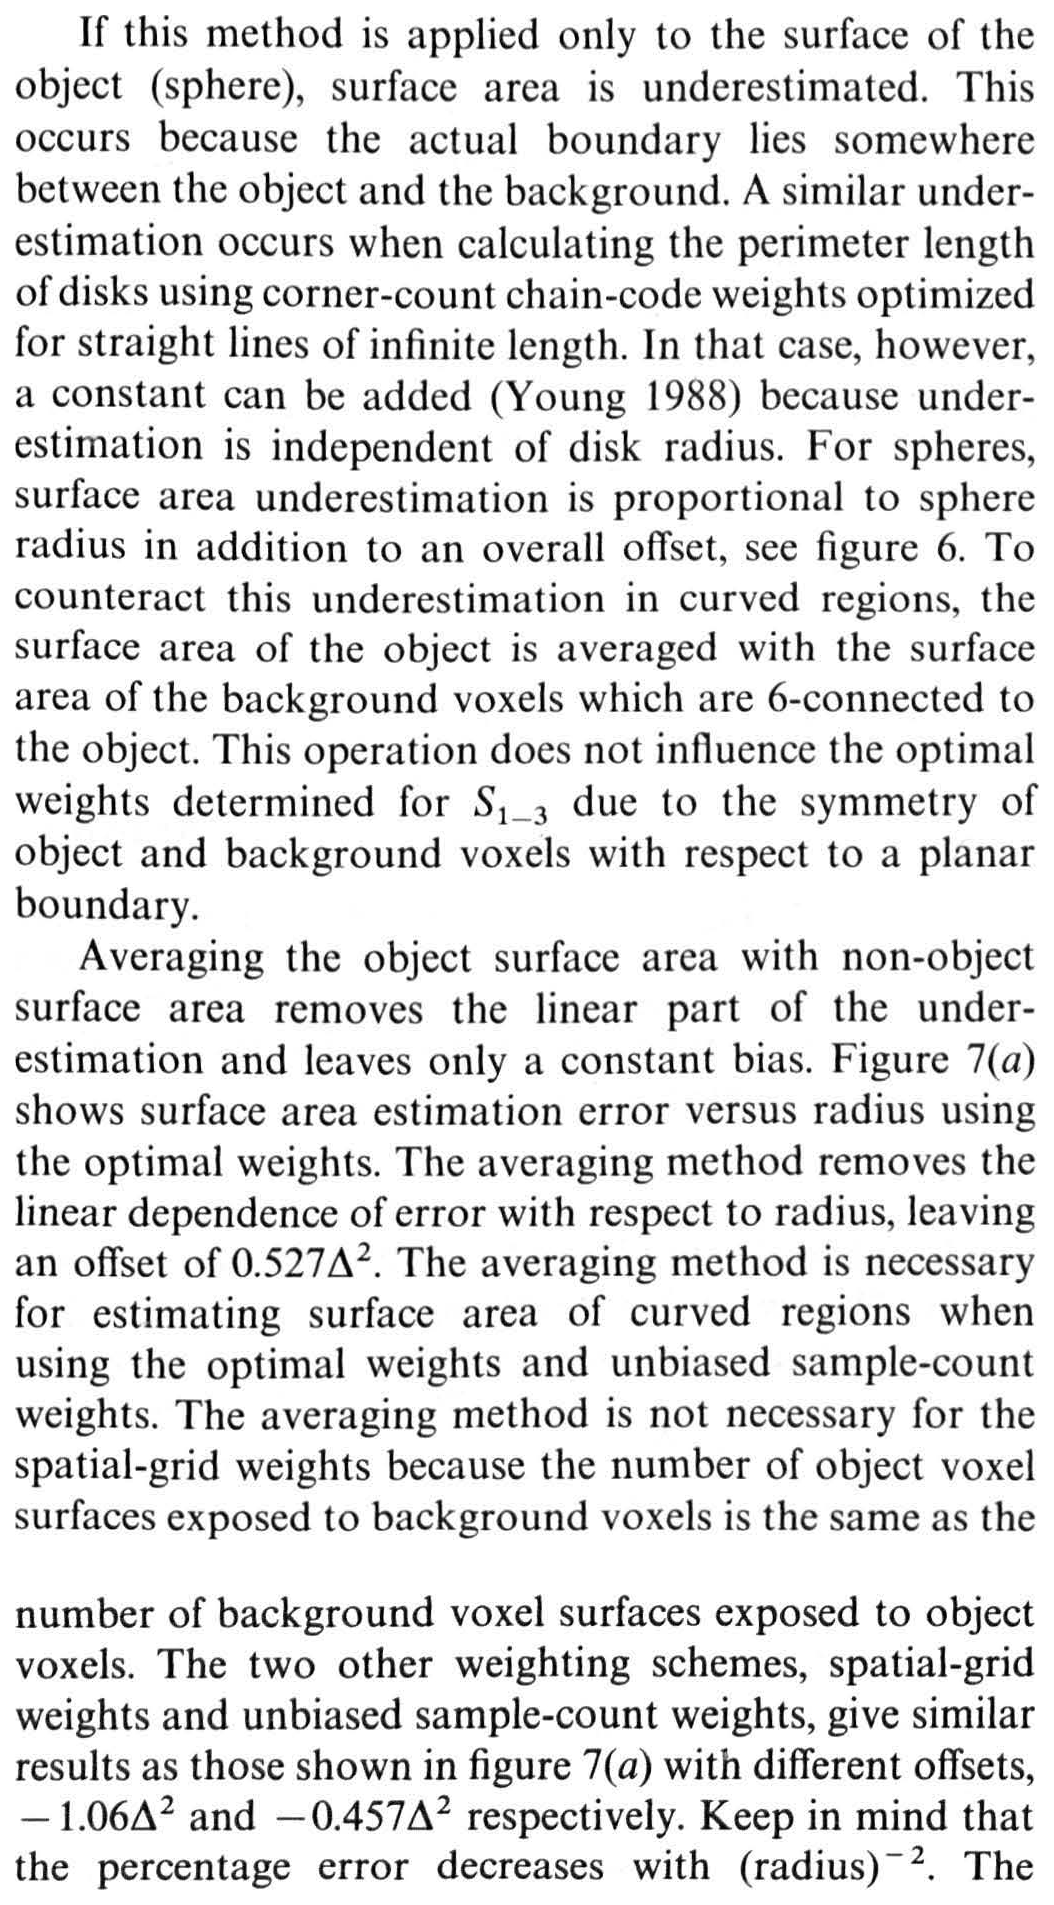 If this method is applied only to the surface of the
object (sphere), surface area is underestimated. This
occurs because the actual boundary lies somewhere
between the object and the background. A similar under-
estimation occurs when calculating the perimeter length
of disks using corner-count chain-code weights optimized
for straight lines of infinite length. In that case, however,
a constant can be added (Young 1988) because under-
estimation is independent of disk radius. For spheres,
surface area underestimation is proportional to sphere
radius in addition to an overall offset, see figure 6. To
counteract this underestimation in curved regions, the
surface area of the object is averaged with the surface
area of the background voxels which are 6-connected to
the object. This operation does not influence the optimal
weights determined for S₁₋₃ due to the symmetry of
object and background voxels with respect to a planar
boundary.
Averaging the object surface area with non-object
surface area removes the linear part of the under-
estimation and leaves only a constant bias. Figure 7(a)
shows surface area estimation error versus radius using
the optimal weights. The averaging method removes the
linear dependence of error with respect to radius, leaving
an offset of 0.527Δ². The averaging method is necessary
for estimating surface area of curved regions when
using the optimal weights and unbiased sample-count
weights. The averaging method is not necessary for the
spatial-grid weights because the number of object voxel
surfaces exposed to background voxels is the same as the
number of background voxel surfaces exposed to object
voxels. The two other weighting schemes, spatial-grid
weights and unbiased sample-count weights, give similar
results as those shown in figure 7(a) with different offsets,
−1.06Δ² and −0.457Δ² respectively. Keep in mind that
the percentage error decreases with (radius)⁻². The